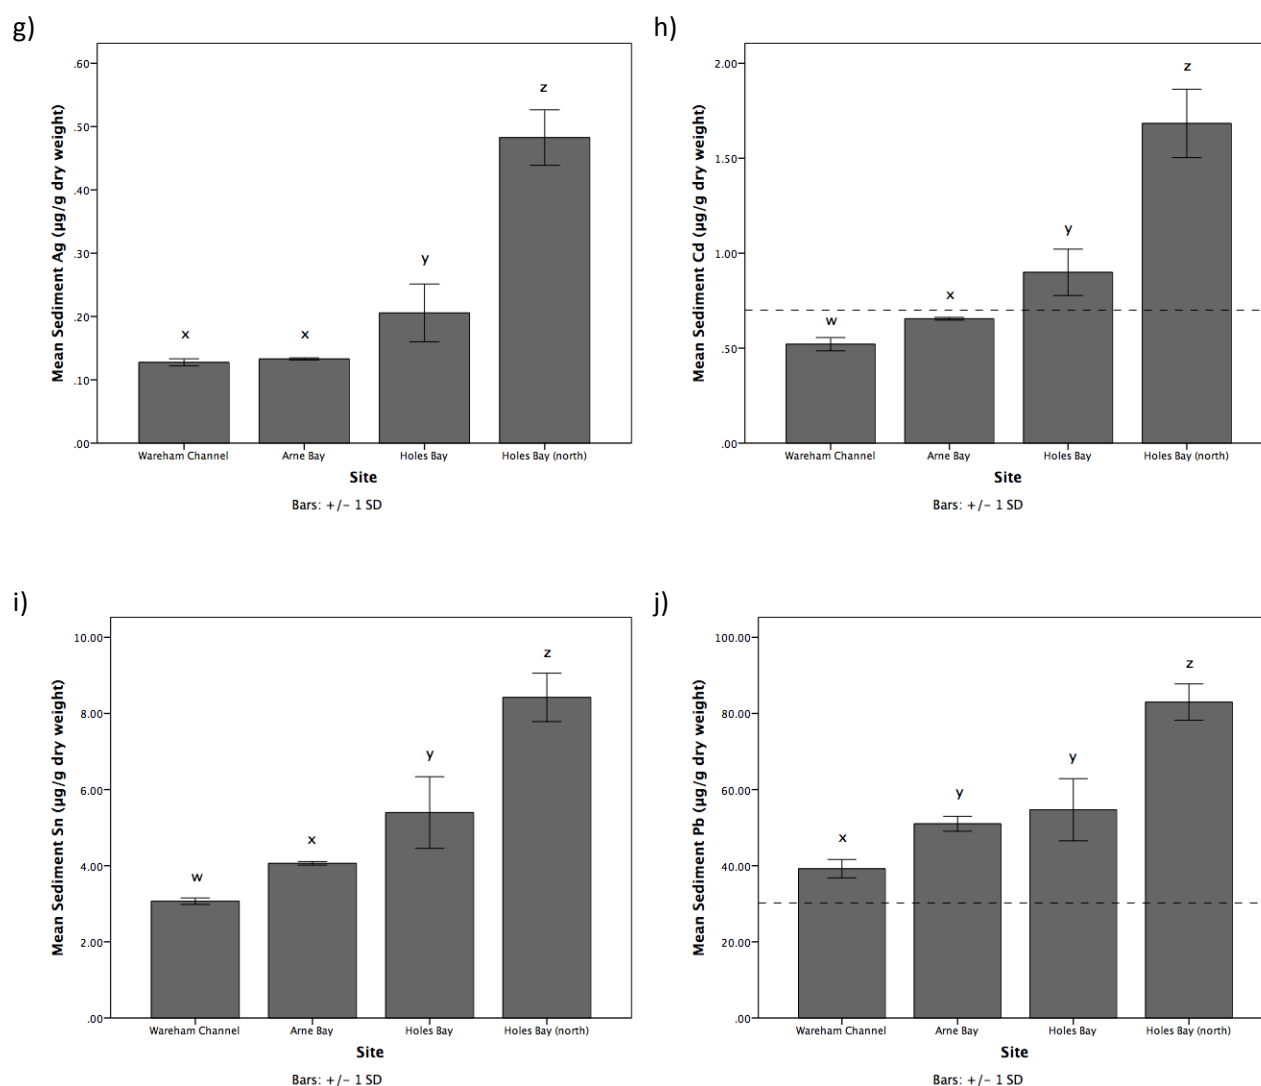 g)
Mean Sediment Ag (µg/g dry weight)
.60
.50
.40
.30
.20
.10
.00
x
x
y
z
Wareham Channel
Arne Bay
Holes Bay
Holes Bay (north)
Site
Bars: +/- 1 SD
h)
Mean Sediment Cd (µg/g dry weight)
2.00
1.50
1.00
.50
.00
w
x
y
z
Wareham Channel
Arne Bay
Holes Bay
Holes Bay (north)
Site
Bars: +/- 1 SD
i)
Mean Sediment Sn (µg/g dry weight)
10.00
8.00
6.00
4.00
2.00
.00
w
x
y
z
Wareham Channel
Arne Bay
Holes Bay
Holes Bay (north)
Site
Bars: +/- 1 SD
j)
Mean Sediment Pb (µg/g dry weight)
100.00
80.00
60.00
40.00
20.00
.00
x
y
y
z
Wareham Channel
Arne Bay
Holes Bay
Holes Bay (north)
Site
Bars: +/- 1 SD